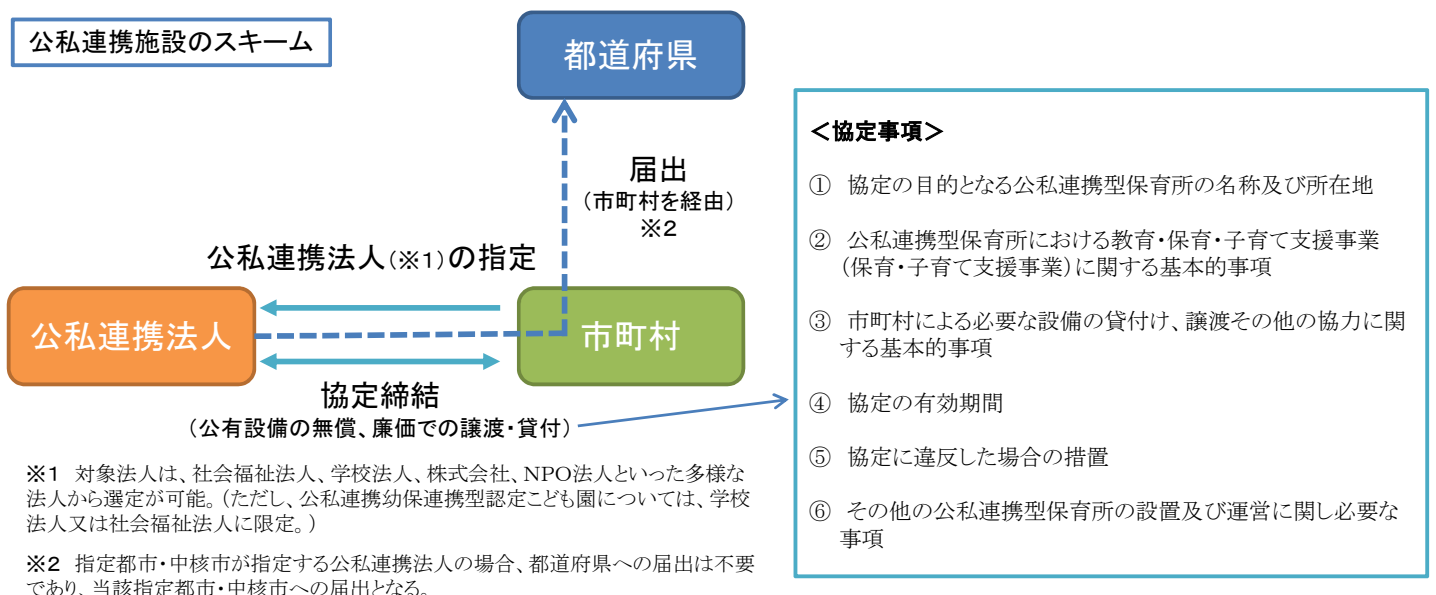 公私連携施設のスキーム
都道府県
届出
（市町村を経由）
※2
公私連携法人（※1）の指定
公私連携法人
市町村
協定締結
（公有設備の無償、廉価での譲渡・貸付）
※1　対象法人は、社会福祉法人、学校法人、株式会社、NPO法人といった多様な
法人から選定が可能。（ただし、公私連携幼保連携型認定こども園については、学校
法人又は社会福祉法人に限定。）
※2　指定都市・中核市が指定する公私連携法人の場合、都道府県への届出は不要
であり、当該指定都市・中核市への届出となる。
＜協定事項＞
①　協定の目的となる公私連携型保育所の名称及び所在地
②　公私連携型保育所における教育・保育・子育て支援事業
（保育・子育て支援事業）に関する基本的事項
③　市町村による必要な設備の貸付け、譲渡その他の協力に関
する基本的事項
④　協定の有効期間
⑤　協定に違反した場合の措置
⑥　その他の公私連携型保育所の設置及び運営に関し必要な
事項